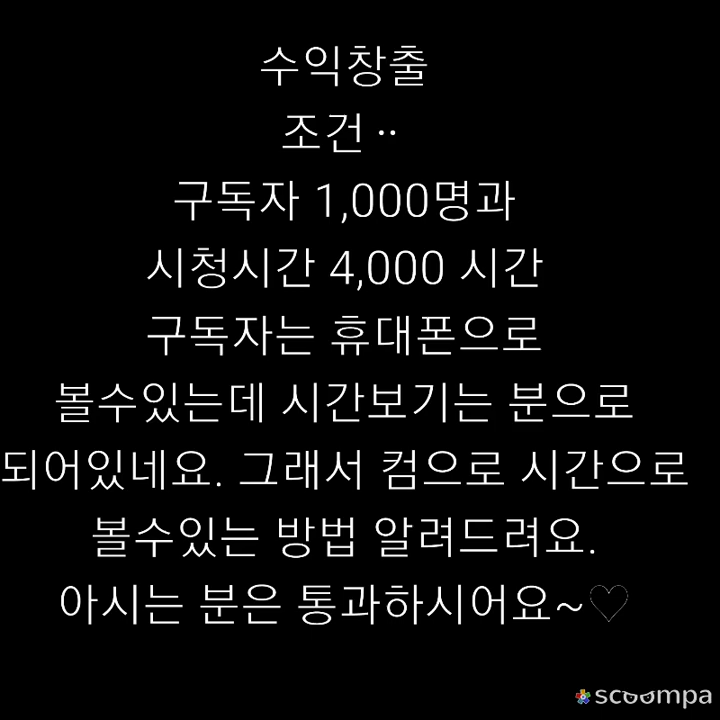 수익창출
조건 ··
구독자 1,000명과
시청시간 4,000 시간
구독자는 휴대폰으로
볼수있는데 시간보기는 분으로
되어있네요. 그래서 컴으로 시간으로
볼수있는 방법 알려드려요.
아시는 분은 통과하시어요~♡
scoompa